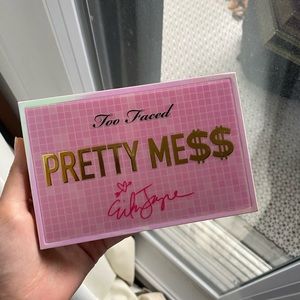 Too Faced
PRETTY ME$$
Erika Jayne